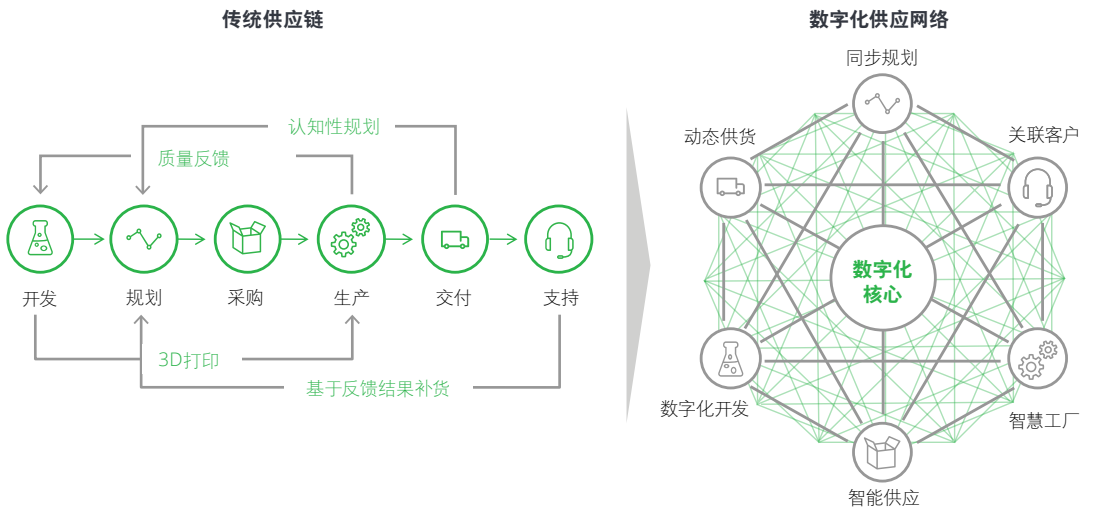 传统供应链
认知性规划
质量反馈
开发
规划
采购
生产
交付
支持
3D打印
基于反馈结果补货
数字化供应网络
同步规划
动态供货
关联客户
数字化
核心
数字化开发
智慧工厂
智能供应